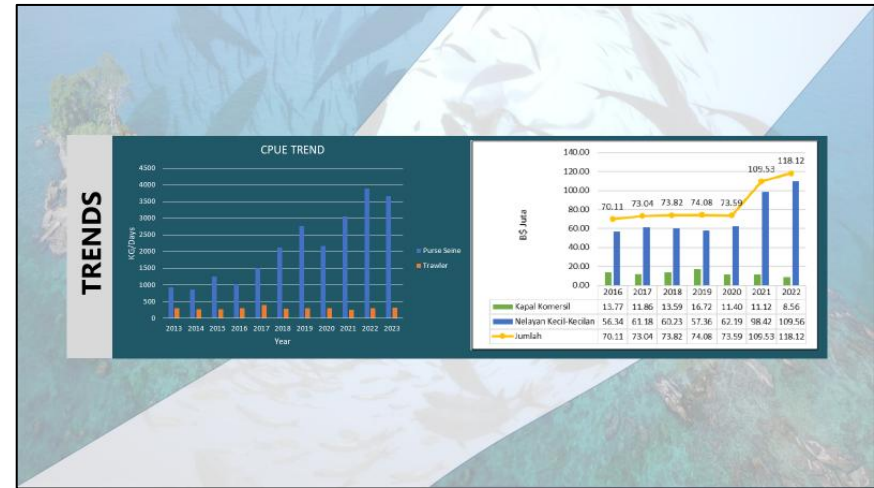 TRENDS
CPUE TREND
4500
4000
3500
3000
2500
2000
1500
1000
500
0
KG/Days
2013 2014 2015 2016 2017 2018 2019 2020 2021 2022 2023
Year
Purse Seine
Trawler
140.00
120.00
100.00
80.00
60.00
40.00
20.00
0.00
B$ Juta
70.11 73.04 73.82 74.08 73.59 109.53 118.12
2016 2017 2018 2019 2020 2021 2022
Kapal Komersil 13.77 11.86 13.59 16.72 11.40 11.12 8.56
Nelayan Kecil-Kecilan 56.34 61.18 60.23 57.36 62.19 98.42 109.56
Jumlah 70.11 73.04 73.82 74.08 73.59 109.53 118.12